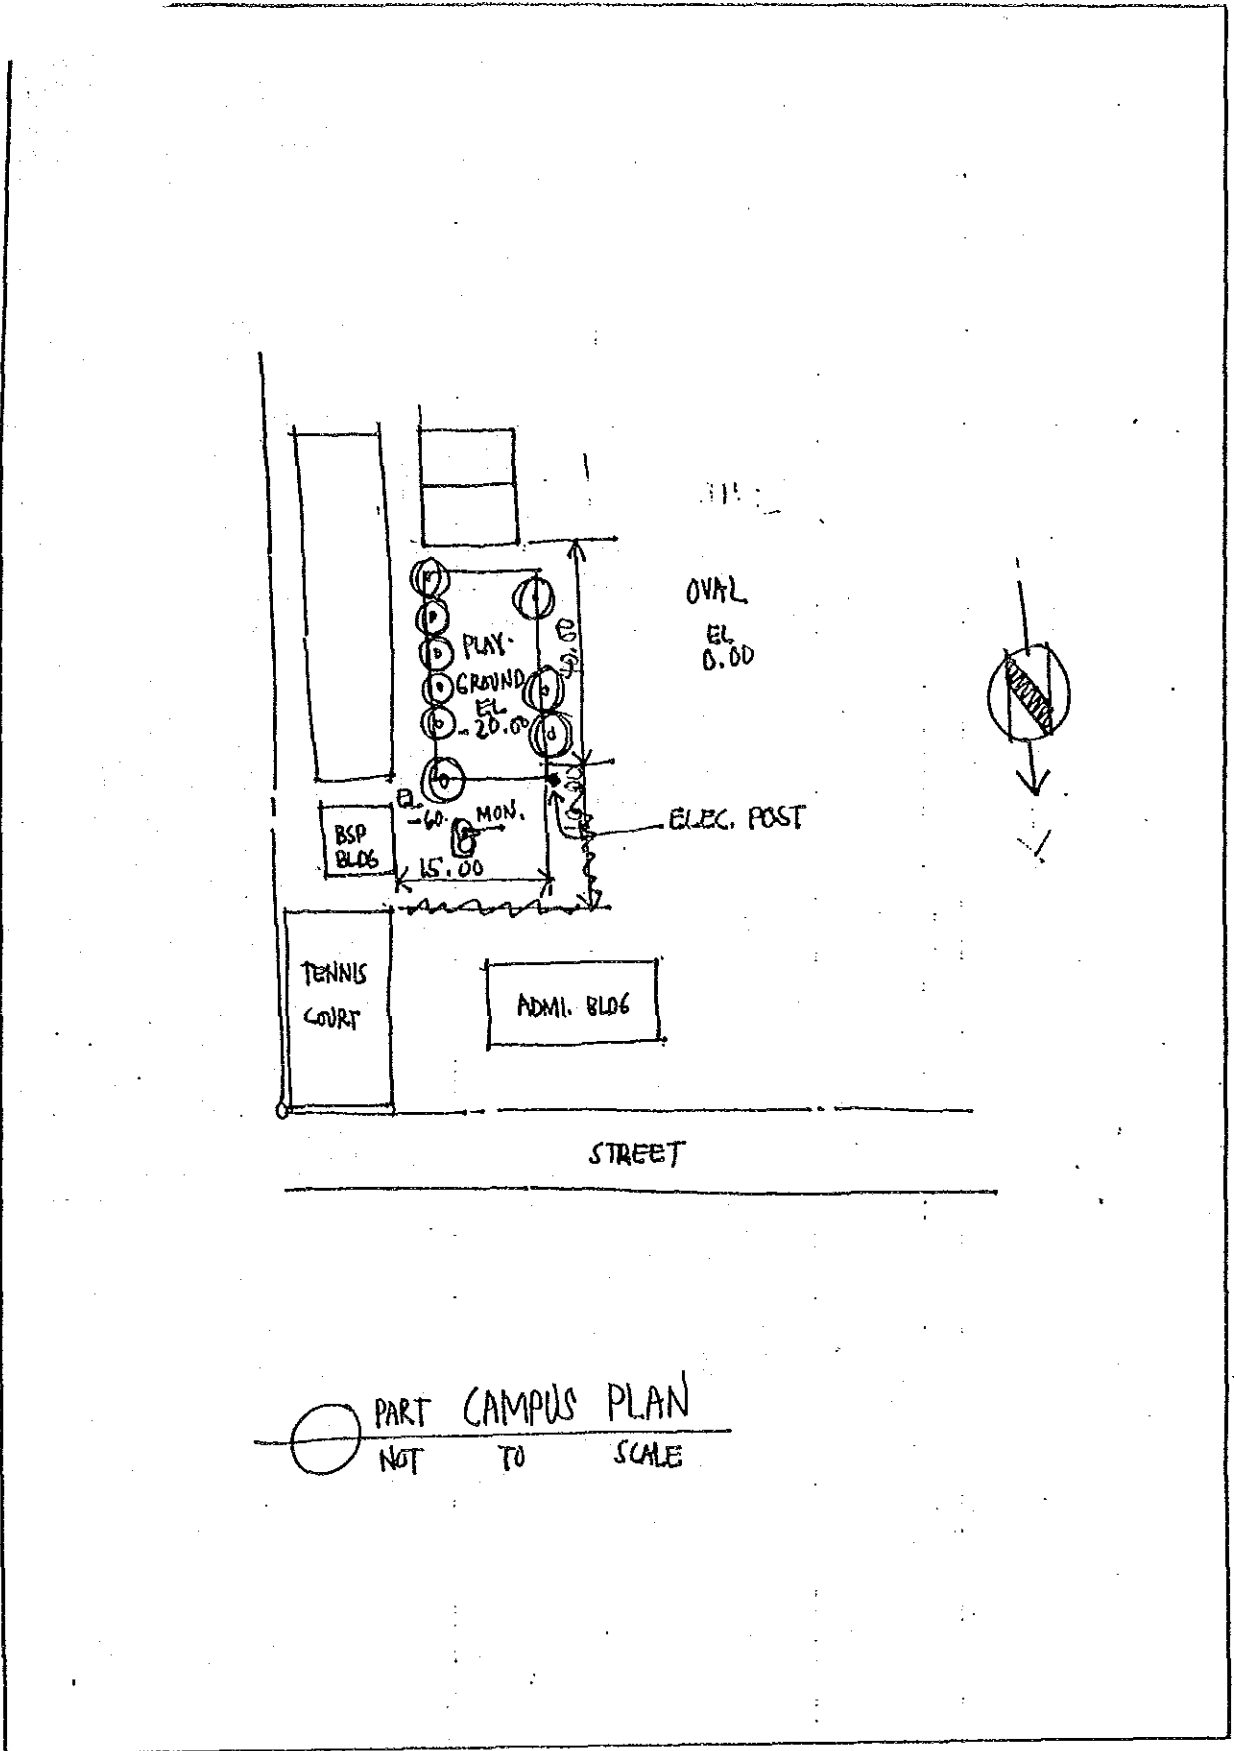 OVAL
EL
0.00
PLAY-
GROUND
EL
-20.00
EL
-60.
MON.
BSP
BLDG
15.00
ELEC. POST
TENNIS
COURT
ADMI. BLDG
STREET
PART CAMPUS PLAN
NOT TO SCALE